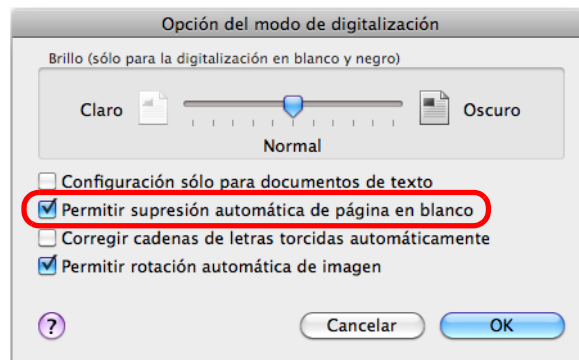 Opción del modo de digitalización
Brillo (sólo para la digitalización en blanco y negro)
Claro Oscuro
Normal
Configuración sólo para documentos de texto
Permitir supresión automática de página en blanco
Corregir cadenas de letras torcidas automáticamente
Permitir rotación automática de imagen
? Cancelar OK